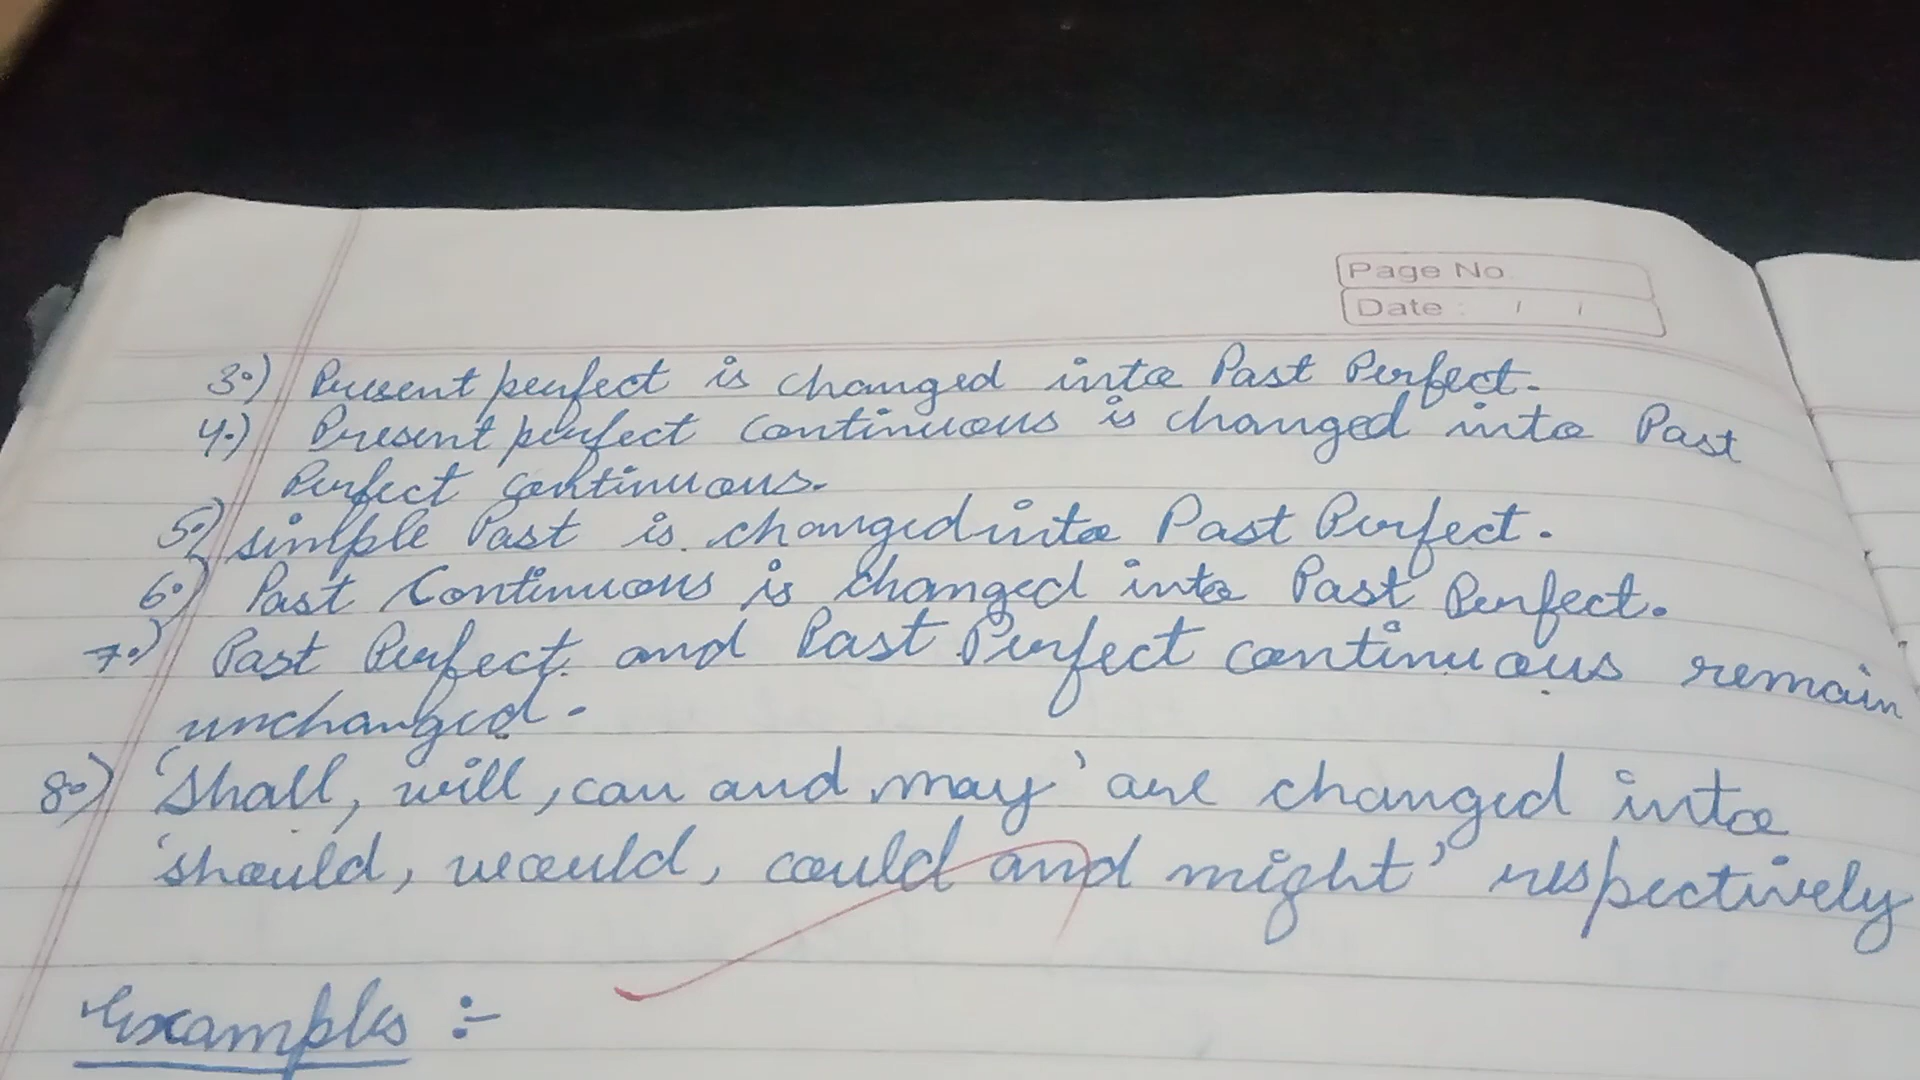 Page No
Date : / /
3.) Present perfect is changed into Past Perfect.
4.) Present perfect continuous is changed into Past
Perfect continuous.
5.) simple Past is changed into Past Perfect.
6.) Past Continuous is changed into Past Perfect.
7.) Past Perfect and Past Perfect continuous remain
unchanged.
8.) 'Shall, will, can and may' are changed into
'should, would, could and might' respectively
Examples :-